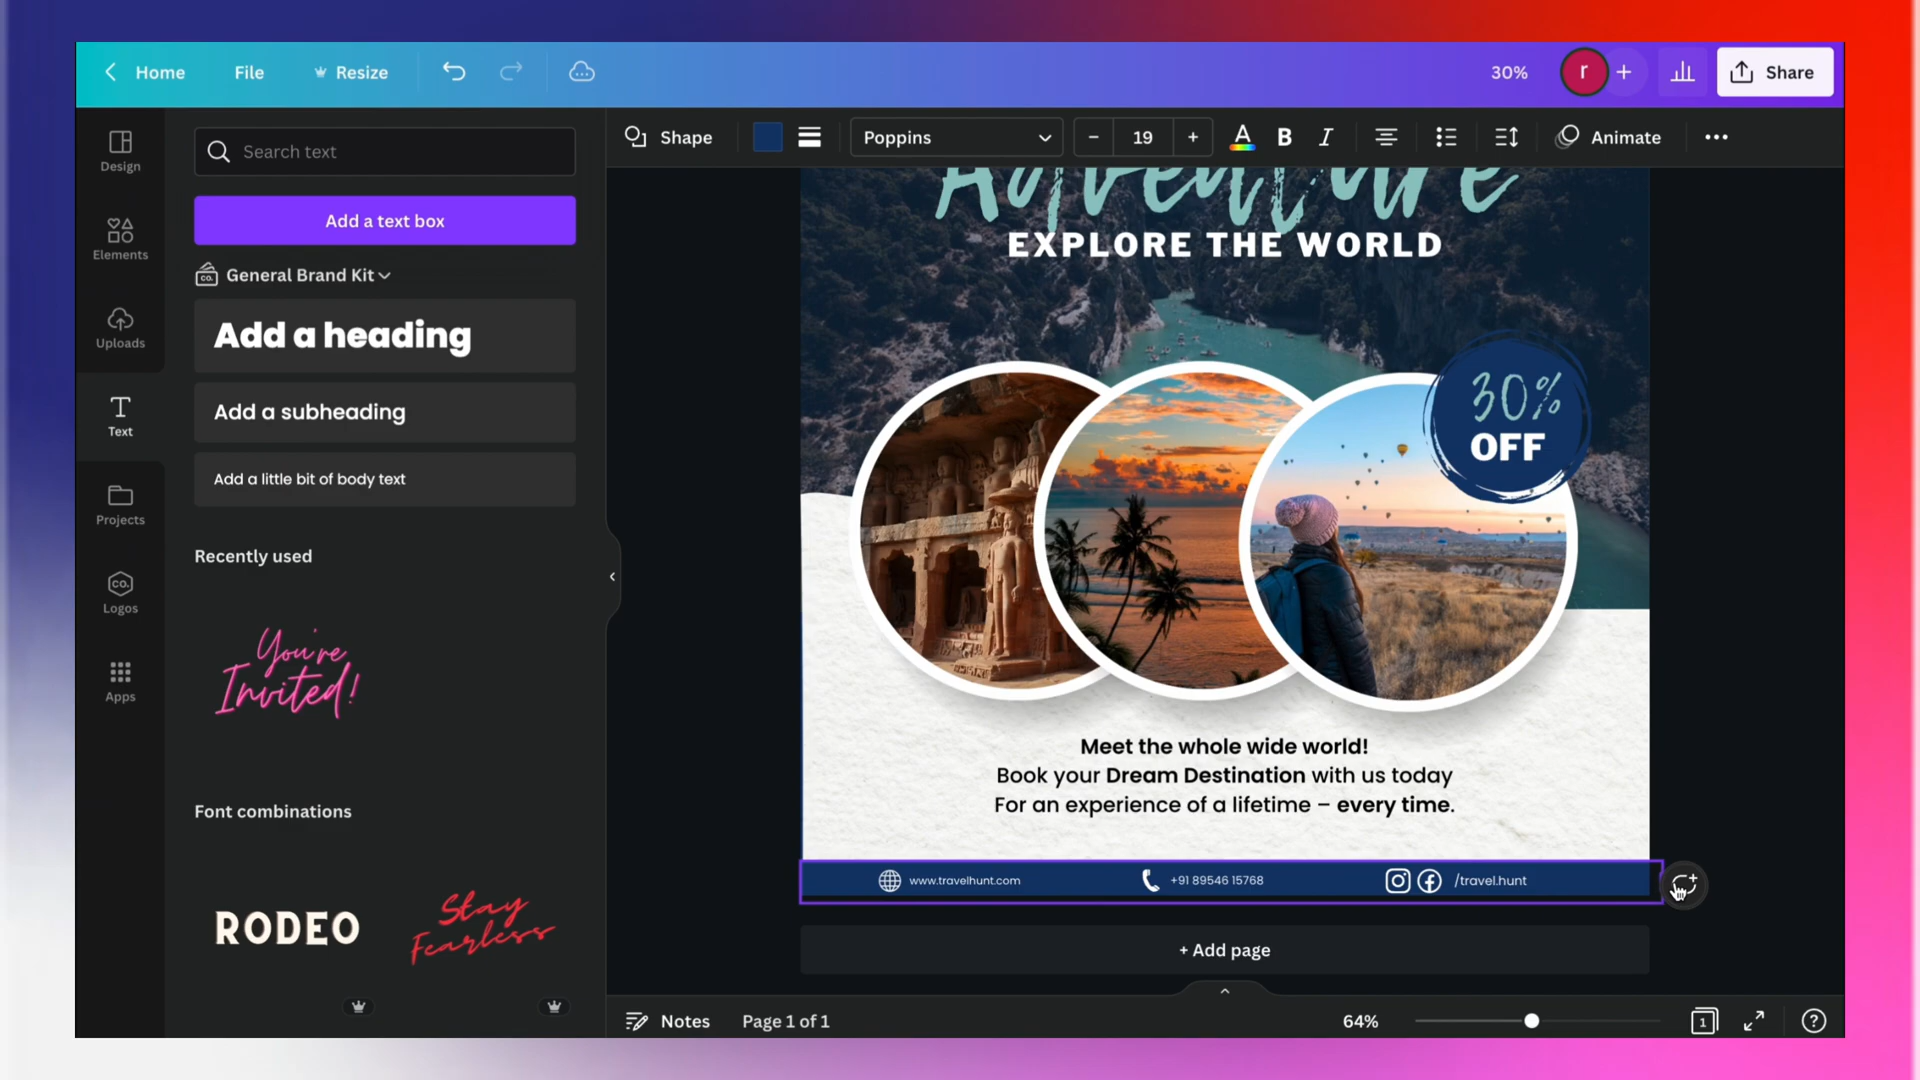 Home
File
Resize
30%
r
+
Share
Design
Elements
Uploads
Text
Projects
Logos
Apps
Search text
Add a text box
CO.
General Brand Kit
Add a heading
Add a subheading
Add a little bit of body text
Recently used
You're
Invited!
Font combinations
RODEO
Stay
Fearless
CO.
Shape
Poppins
– 19 +
A B I
Animate
Adventure
EXPLORE THE WORLD
30%
OFF
Meet the whole wide world!
Book your Dream Destination with us today
For an experience of a lifetime – every time.
www.travelhunt.com
+91 89546 15768
/travel.hunt
+ Add page
Notes
Page 1 of 1
64%
1
?